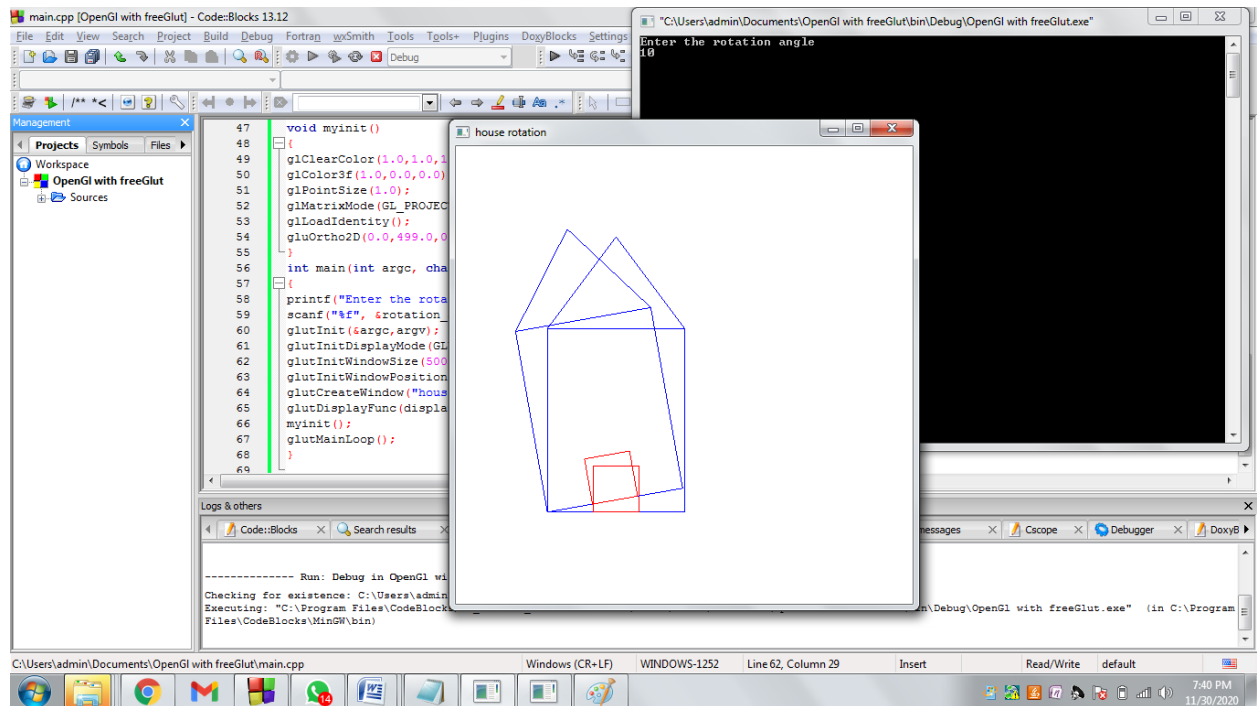 main.cpp [OpenGl with freeGlut] - Code::Blocks 13.12
File Edit View Search Project Build Debug Fortran wxSmith Tools Tools+ Plugins DoxyBlocks Settings
Debug
/** *<
Management
Projects Symbols Files
Workspace
OpenGl with freeGlut
Sources
47 void myinit()
48 {
49 glClearColor(1.0,1.0,1
50 glColor3f(1.0,0.0,0.0)
51 glPointSize(1.0);
52 glMatrixMode(GL_PROJEC
53 glLoadIdentity();
54 gluOrtho2D(0.0,499.0,0
55 }
56 int main(int argc, cha
57 {
58 printf("Enter the rota
59 scanf("%f", &rotation_
60 glutInit(&argc,argv);
61 glutInitDisplayMode(GL
62 glutInitWindowSize(500
63 glutInitWindowPosition
64 glutCreateWindow("hous
65 glutDisplayFunc(displa
66 myinit();
67 glutMainLoop();
68 }
69
"C:\Users\admin\Documents\OpenGl with freeGlut\bin\Debug\OpenGl with freeGlut.exe"
Enter the rotation angle
10
house rotation
Logs & others
Code::Blocks Search results
messages Cscope Debugger DoxyB
-------------- Run: Debug in OpenGl wi
Checking for existence: C:\Users\admin
Executing: "C:\Program Files\CodeBlock
n\Debug\OpenGl with freeGlut.exe" (in C:\Program
Files\CodeBlocks\MinGW\bin)
C:\Users\admin\Documents\OpenGl with freeGlut\main.cpp Windows (CR+LF) WINDOWS-1252 Line 62, Column 29 Insert Read/Write default
14
7:40 PM
11/30/2020